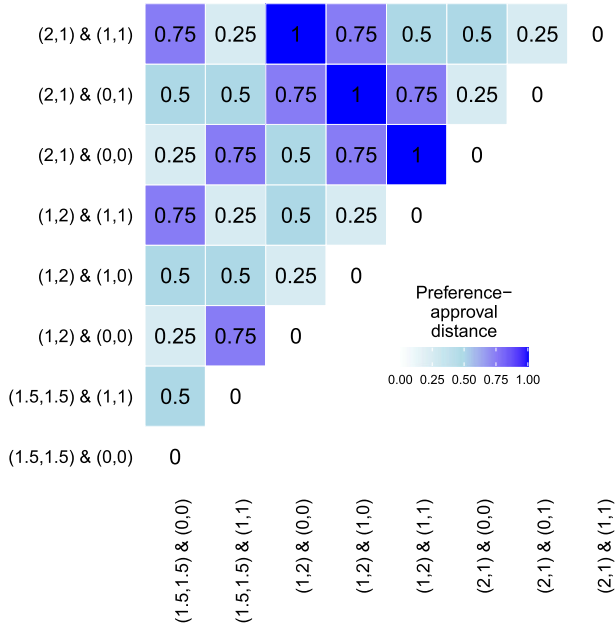 (2,1) & (1,1) 0.75 0.25 1 0.75 0.5 0.5 0.25 0
(2,1) & (0,1) 0.5 0.5 0.75 1 0.75 0.25 0
(2,1) & (0,0) 0.25 0.75 0.5 0.75 1 0
(1,2) & (1,1) 0.75 0.25 0.5 0.25 0
(1,2) & (1,0) 0.5 0.5 0.25 0
(1,2) & (0,0) 0.25 0.75 0
(1.5,1.5) & (1,1) 0.5 0
(1.5,1.5) & (0,0) 0
Preference−
approval
distance
0.00 0.25 0.50 0.75 1.00
(1.5,1.5) & (0,0)
(1.5,1.5) & (1,1)
(1,2) & (0,0)
(1,2) & (1,0)
(1,2) & (1,1)
(2,1) & (0,0)
(2,1) & (0,1)
(2,1) & (1,1)